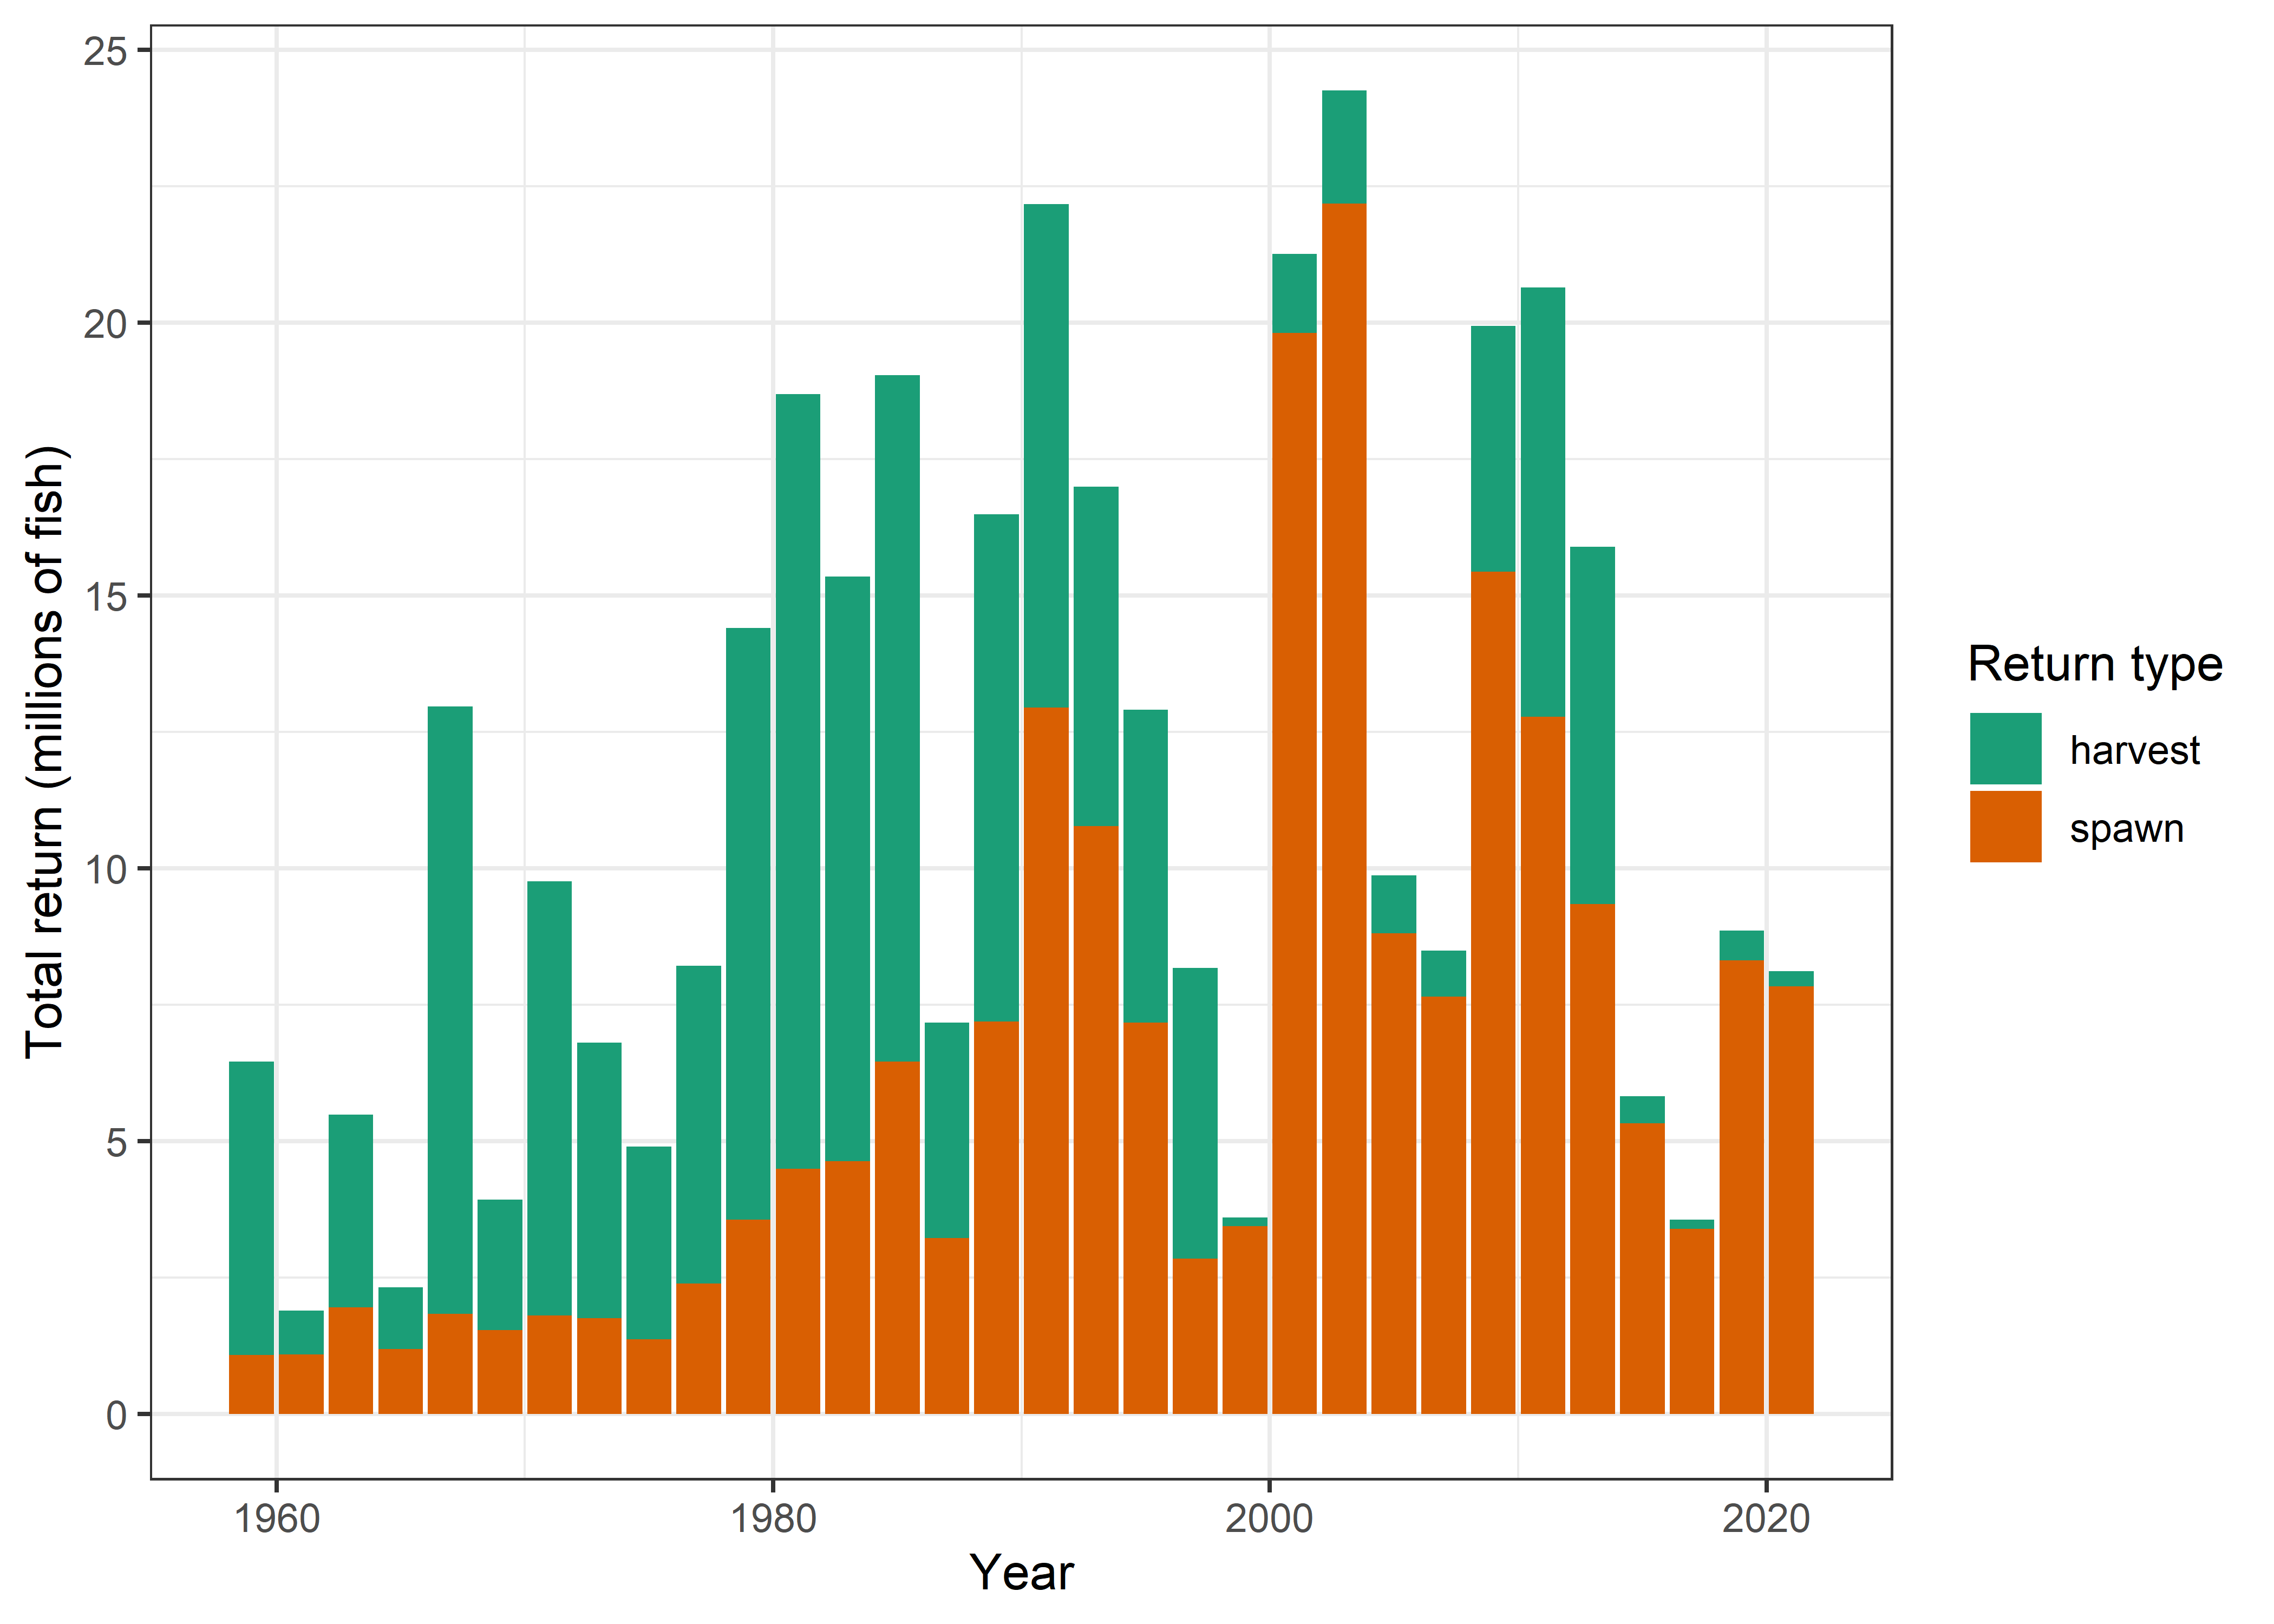 Total return (millions of fish)
25
20
15
10
5
0
1960 1980 2000 2020
Year
Return type
harvest
spawn